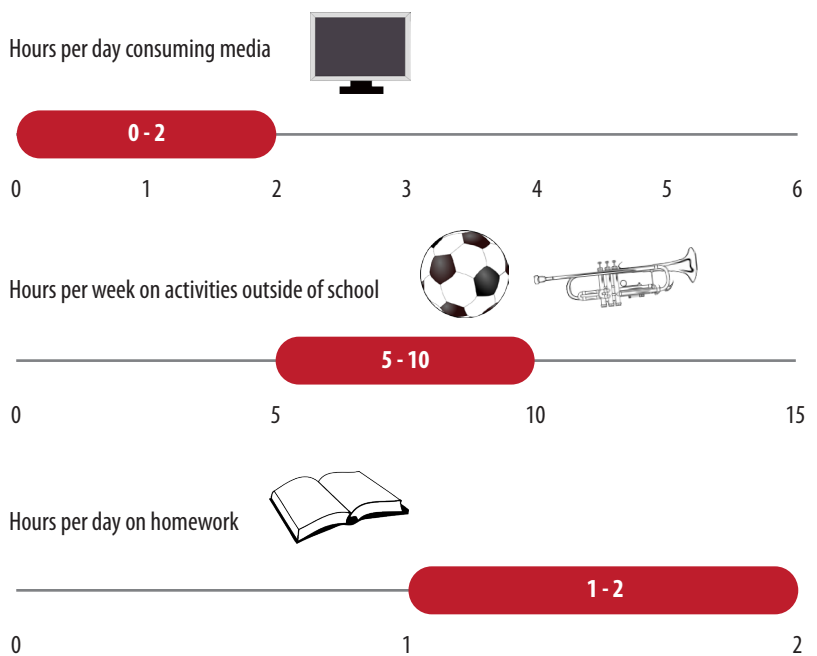 Hours per day consuming media
0 - 2
0 1 2 3 4 5 6
Hours per week on activities outside of school
5 - 10
0 5 10 15
Hours per day on homework
1 - 2
0 1 2